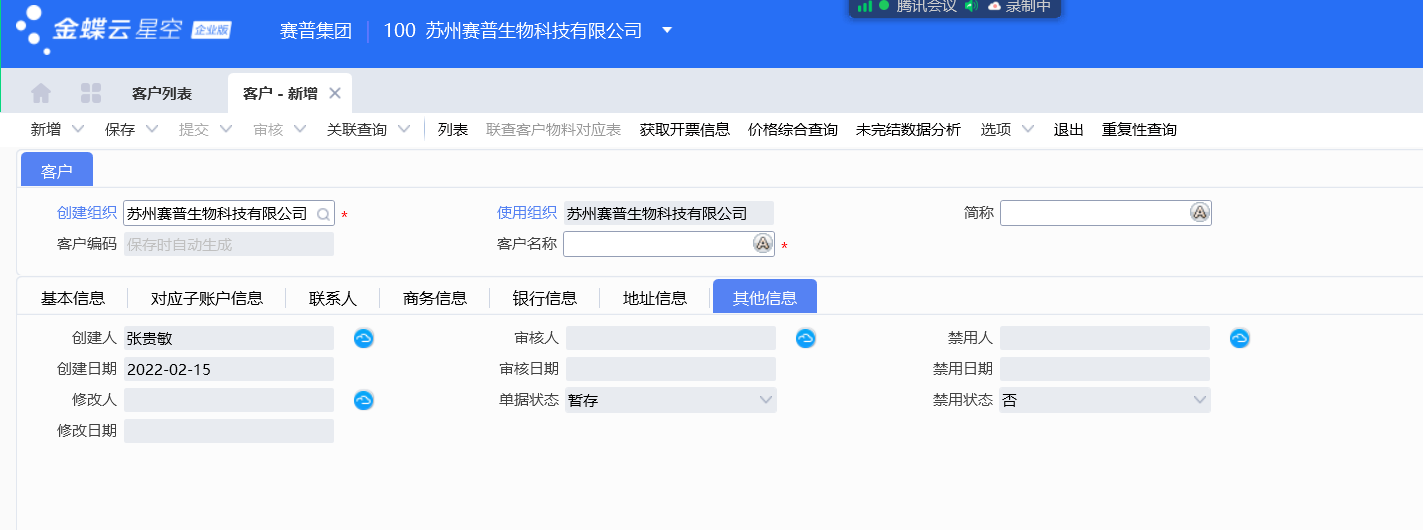 腾讯会议 录制中
金蝶云 星空 企业版 赛普集团 100 苏州赛普生物科技有限公司
客户列表 客户 - 新增
新增 保存 提交 审核 关联查询 列表 联查客户物料对应表 获取开票信息 价格综合查询 未完结数据分析 选项 退出 重复性查询
客户
创建组织 苏州赛普生物科技有限公司 * 使用组织 苏州赛普生物科技有限公司 简称
客户编码 保存时自动生成 客户名称 *
基本信息 对应子账户信息 联系人 商务信息 银行信息 地址信息 其他信息
创建人 张贵敏 审核人 禁用人
创建日期 2022-02-15 审核日期 禁用日期
修改人 单据状态 暂存 禁用状态 否
修改日期